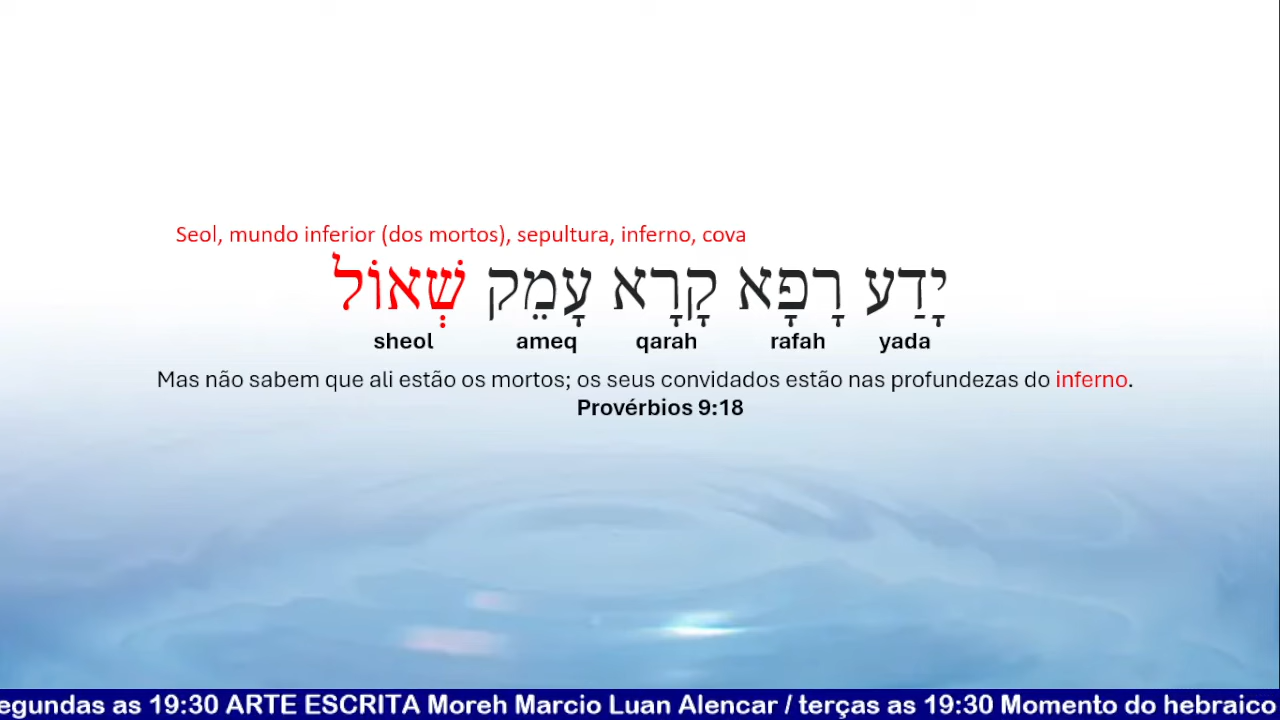 Seol, mundo inferior (dos mortos), sepultura, inferno, cova
יָדַע רָפָא קָרָא עָמֵק שְׁאוֹל
sheol ameq qarah rafah yada
Mas não sabem que ali estão os mortos; os seus convidados estão nas profundezas do inferno.
Provérbios 9:18
egundas as 19:30 ARTE ESCRITA Moreh Marcio Luan Alencar / terças as 19:30 Momento do hebraico